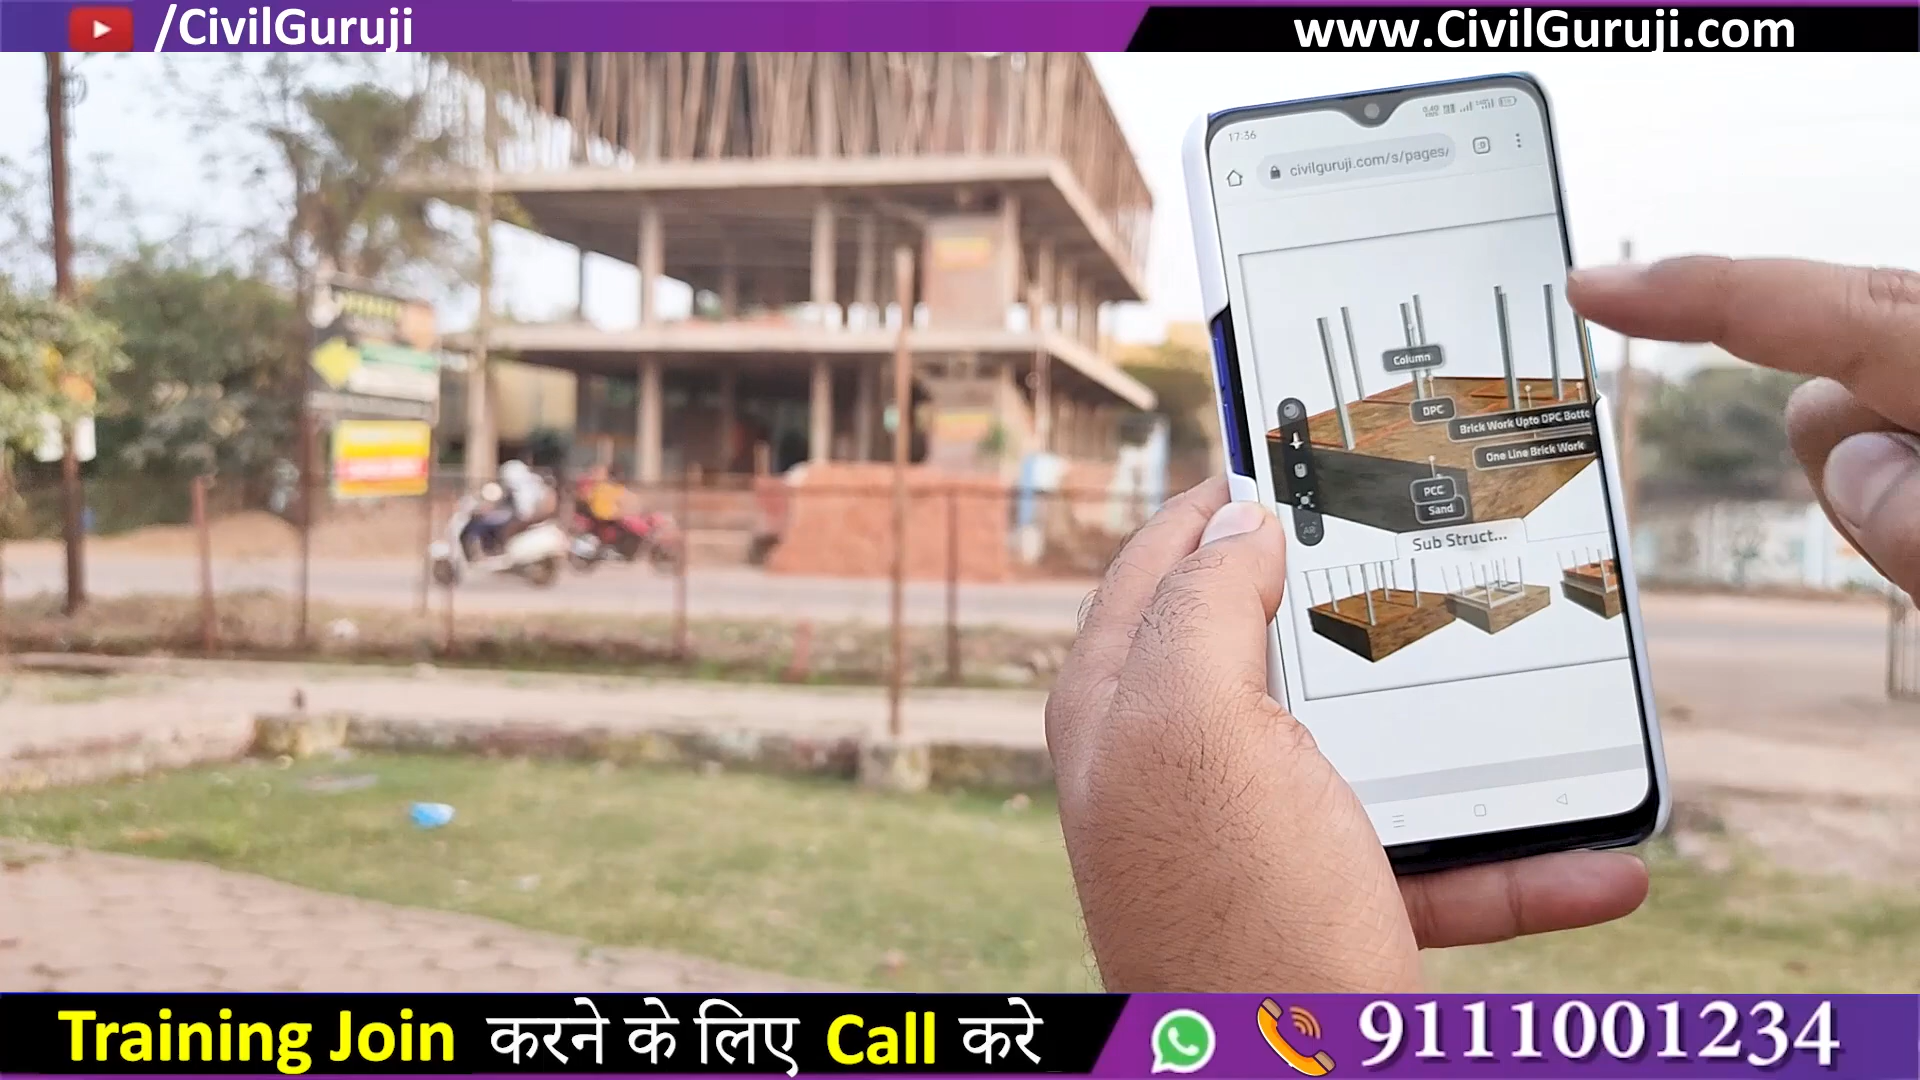 /CivilGuruji
www.CivilGuruji.com
17:36
civilguruji.com/s/pages/
Column
DPC
Brick Work Upto DPC Botto
One Line Brick Work
PCC
Sand
AR
Sub Struct...
Training Join करने के लिए Call करे
9111001234